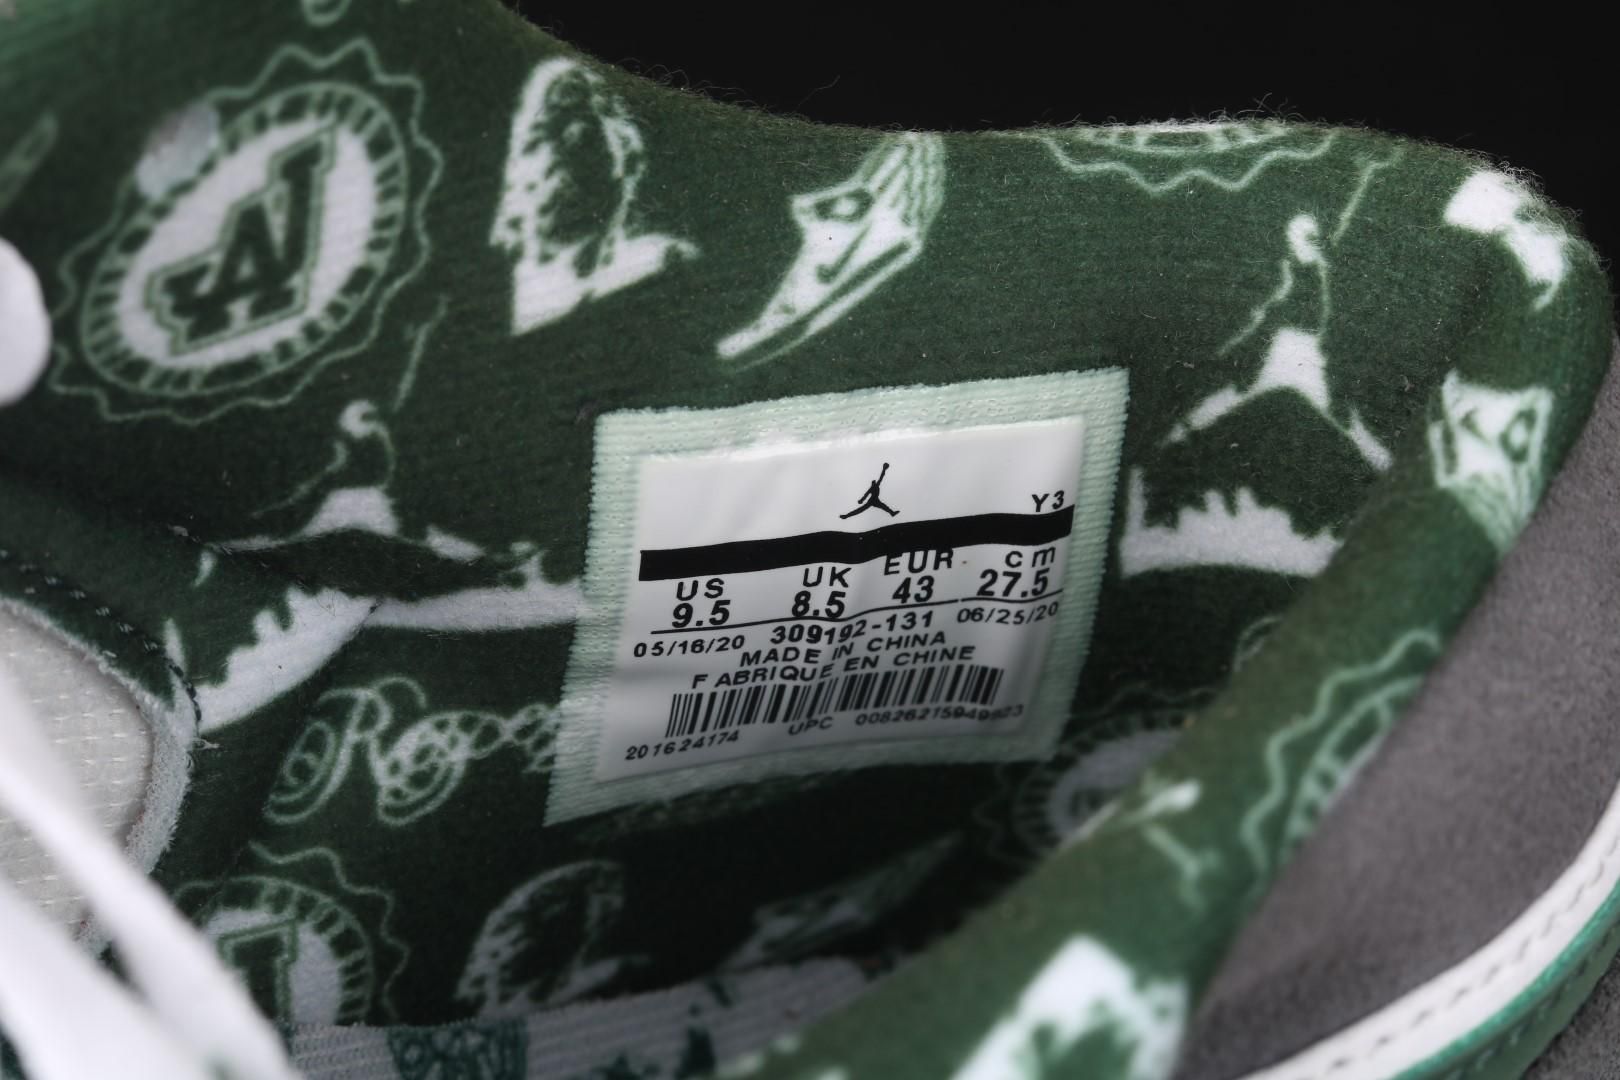 Y3
US UK EUR cm
9.5 8.5 43 27.5
05/16/20 309192-131 06/25/20
MADE IN CHINA
FABRIQUE EN CHINE
201624174 UPC